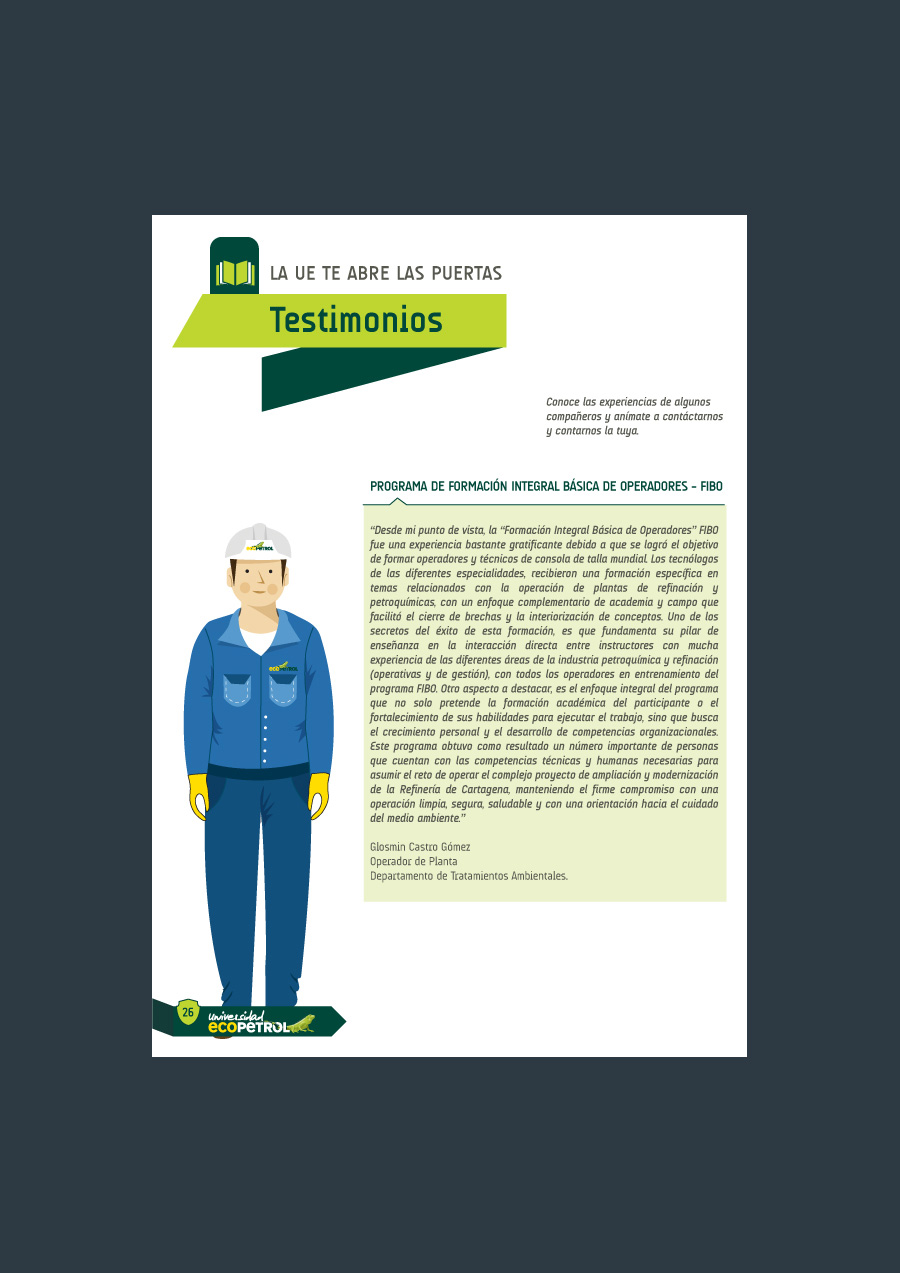 LA UE TE ABRE LAS PUERTAS
Testimonios
Conoce las experiencias de algunos
compañeros y anímate a contáctarnos
y contarnos la tuya.
PROGRAMA DE FORMACIÓN INTEGRAL BÁSICA DE OPERADORES - FIBO
“Desde mi punto de vista, la “Formación Integral Básica de Operadores” FIBO
fue una experiencia bastante gratificante debido a que se logró el objetivo
de formar operadores y técnicos de consola de talla mundial. Los tecnólogos
de las diferentes especialidades, recibieron una formación específica en
temas relacionados con la operación de plantas de refinación y
petroquímicas, con un enfoque complementario de academia y campo que
facilitó el cierre de brechas y la interiorización de conceptos. Uno de los
secretos del éxito de esta formación, es que fundamenta su pilar de
enseñanza en la interacción directa entre instructores con mucha
experiencia de las diferentes áreas de la industria petroquímica y refinación
(operativas y de gestión), con todos los operadores en entrenamiento del
programa FIBO. Otro aspecto a destacar, es el enfoque integral del programa
que no solo pretende la formación académica del participante o el
fortalecimiento de sus habilidades para ejecutar el trabajo, sino que busca
el crecimiento personal y el desarrollo de competencias organizacionales.
Este programa obtuvo como resultado un número importante de personas
que cuentan con las competencias técnicas y humanas necesarias para
asumir el reto de operar el complejo proyecto de ampliación y modernización
de la Refinería de Cartagena, manteniendo el firme compromiso con una
operación limpia, segura, saludable y con una orientación hacia el cuidado
del medio ambiente.”
Glosmin Castro Gómez
Operador de Planta
Departamento de Tratamientos Ambientales.
ecoPETROL
ecoPETROL
26
universidad
ecoPETROL